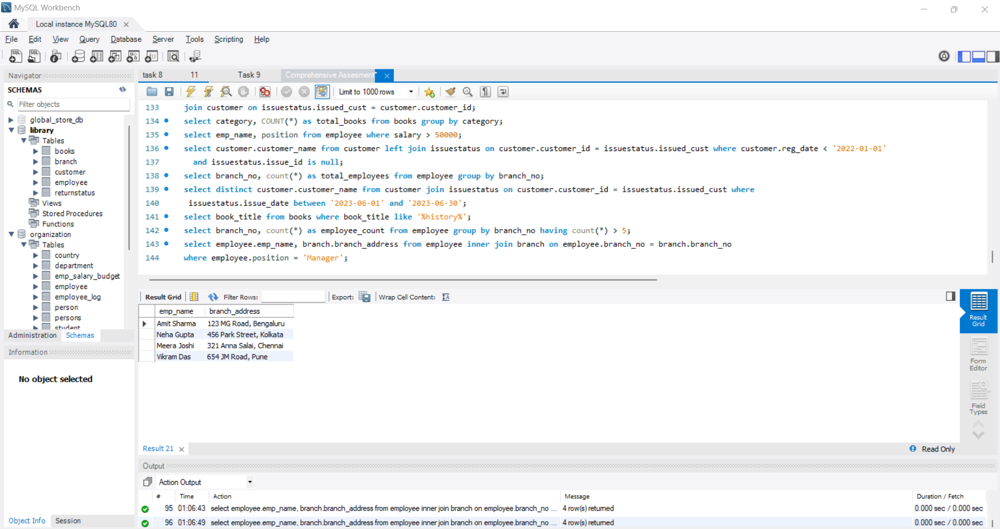 MySQL Workbench
Local instance MySQL80
File Edit View Query Database Server Tools Scripting Help
Navigator
SCHEMAS
Filter objects
global_store_db
library
Tables
books
branch
customer
employee
returnstatus
Views
Stored Procedures
Functions
organization
Tables
country
department
emp_salary_budget
employee
employee_log
person
persons
student
Administration Schemas
Information
No object selected
Object Info Session
task 8 11 Task 9 Comprehensive Assesment*
Limit to 1000 rows
133 join customer on issuestatus.issued_cust = customer.customer_id;
134 select category, COUNT(*) as total_books from books group by category;
135 select emp_name, position from employee where salary > 50000;
136 select customer.customer_name from customer left join issuestatus on customer.customer_id = issuestatus.issued_cust where customer.reg_date < '2022-01-01'
137 and issuestatus.issue_id is null;
138 select branch_no, count(*) as total_employees from employee group by branch_no;
139 select distinct customer.customer_name from customer join issuestatus on customer.customer_id = issuestatus.issued_cust where
140 issuestatus.issue_date between '2023-06-01' and '2023-06-30';
141 select book_title from books where book_title like '%history%';
142 select branch_no, count(*) as employee_count from employee group by branch_no having count(*) > 5;
143 select employee.emp_name, branch.branch_address from employee inner join branch on employee.branch_no = branch.branch_no
144 where employee.position = 'Manager';
Result Grid Filter Rows: Export: Wrap Cell Content:
emp_name branch_address
Amit Sharma 123 MG Road, Bengaluru
Neha Gupta 456 Park Street, Kolkata
Meera Joshi 321 Anna Salai, Chennai
Vikram Das 654 JM Road, Pune
Result Grid
Form Editor
Field Types
Result 21 Read Only
Output
Action Output
# Time Action Message Duration / Fetch
95 01:06:43 select employee.emp_name, branch.branch_address from employee inner join branch on employee.branch_no ... 4 row(s) returned 0.000 sec / 0.000 sec
96 01:06:49 select employee.emp_name, branch.branch_address from employee inner join branch on employee.branch_no ... 4 row(s) returned 0.000 sec / 0.000 sec